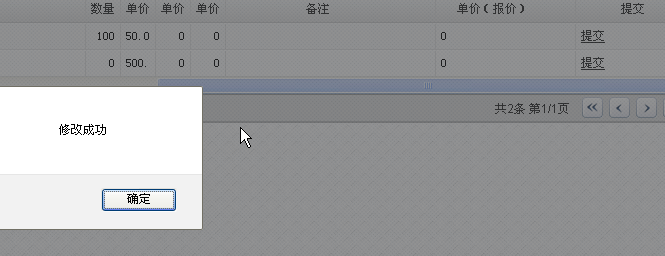 数量 单价 单价 单价 备注 单价（报价） 提交
100 50.0 0 0 0 提交
0 500. 0 0 0 提交
共2条 第1/1页
修改成功
确定